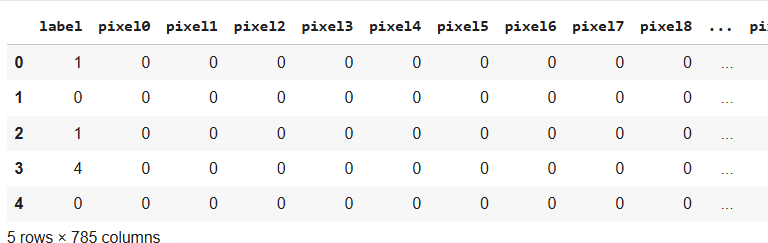 label pixel0 pixel1 pixel2 pixel3 pixel4 pixel5 pixel6 pixel7 pixel8 ...
0 1 0 0 0 0 0 0 0 0 0 ...
1 0 0 0 0 0 0 0 0 0 0 ...
2 1 0 0 0 0 0 0 0 0 0 ...
3 4 0 0 0 0 0 0 0 0 0 ...
4 0 0 0 0 0 0 0 0 0 0 ...
5 rows × 785 columns